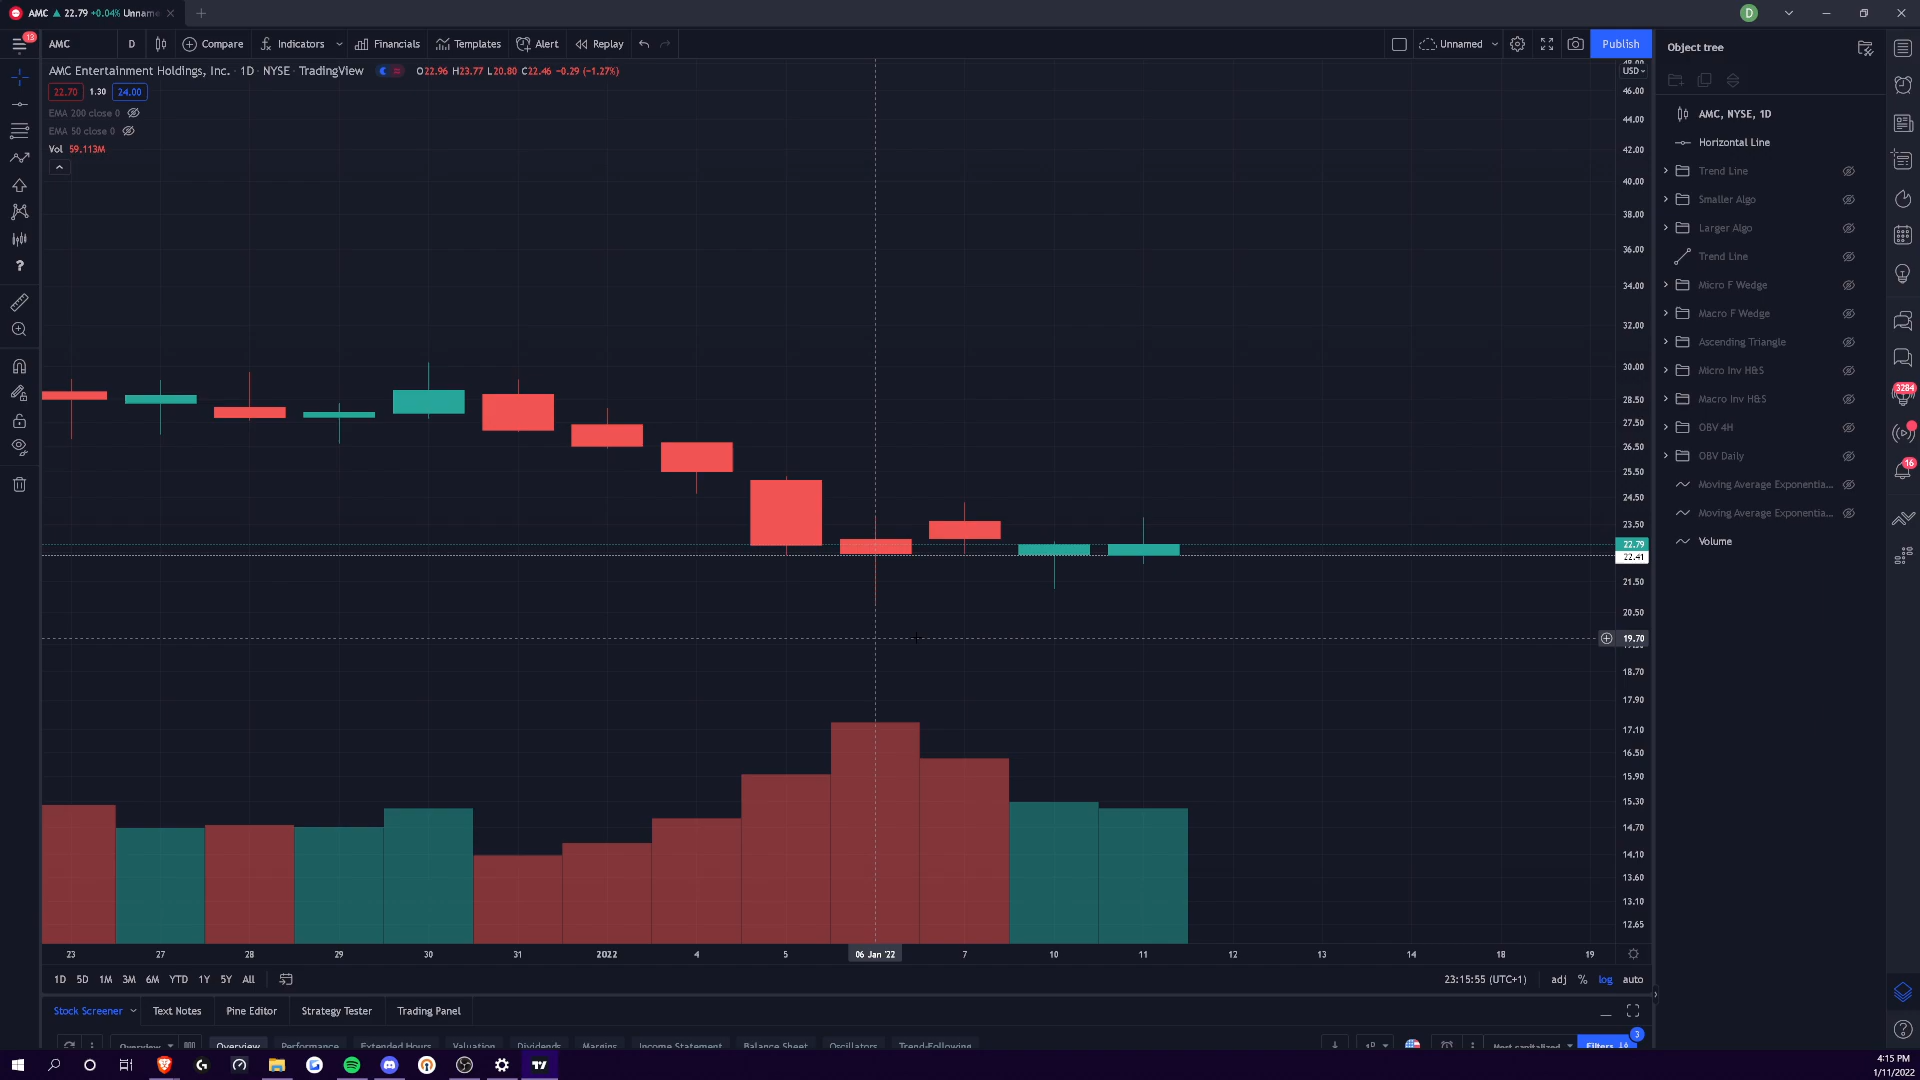 AMC ▲ 22.79 +0.04% Unname
D
13
AMC D Compare Indicators Financials Templates Alert Replay Unnamed Publish
AMC Entertainment Holdings, Inc. · 1D · NYSE · TradingView O22.96 H23.77 L20.80 C22.46 −0.29 (−1.27%)
22.70 1.30 24.00
EMA 200 close 0
EMA 50 close 0
Vol 59.113M
USD
46.00
44.00
42.00
40.00
38.00
36.00
34.00
32.00
30.00
28.50
27.50
26.50
25.50
24.50
23.50
22.79
22.41
21.50
20.50
19.70
18.70
17.90
17.10
16.50
15.90
15.30
14.70
14.10
13.60
13.10
12.65
23 27 28 29 30 31 2022 4 5 06 Jan '22 7 10 11 12 13 14 18 19
1D 5D 1M 3M 6M YTD 1Y 5Y All 23:15:55 (UTC+1) adj % log auto
Stock Screener Text Notes Pine Editor Strategy Tester Trading Panel
Overview Overview Performance Extended Hours Valuation Dividends Margins Income Statement Balance Sheet Oscillators Trend-Following 1D Most capitalized Filters 3
Object tree
AMC, NYSE, 1D
Horizontal Line
Trend Line
Smaller Algo
Larger Algo
Trend Line
Micro F Wedge
Macro F Wedge
Ascending Triangle
Micro Inv H&S
Macro Inv H&S
OBV 4H
OBV Daily
Moving Average Exponentia...
Moving Average Exponentia...
Volume
3284
16
4:15 PM
1/11/2022